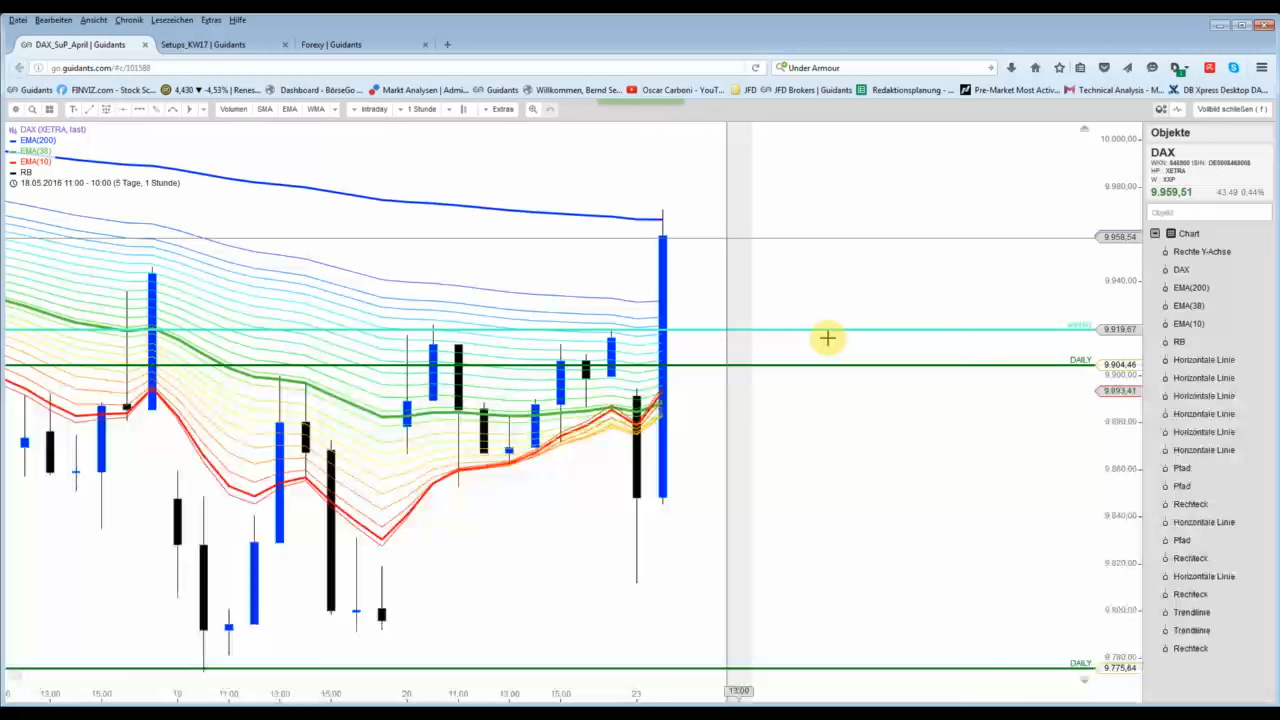 Datei Bearbeiten Ansicht Chronik Lesezeichen Extras Hilfe
DAX_SuP_April | Guidants Setups_KW17 | Guidants Forexy | Guidants
go.guidants.com/#c/101588 Under Armour
Guidants FINVIZ.com - Stock Sc... 4,430 ▼ -4,53% | Renes... Dashboard - BörseGo ... Markt Analysen | Admi... Guidants Willkommen, Bernd Se... Oscar Carboni - YouT... JFD JFD Brokers | Guidants Redaktionsplanung - ... Pre-Market Most Activ... Technical Analysis - M... DB Xpress Desktop DA...
Volumen SMA EMA WMA Intraday 1 Stunde Extras Vollbild schließen ( f )
DAX (XETRA, last)
EMA(200)
EMA(38)
EMA(10)
RB
18.05.2016 11:00 - 10:00 (5 Tage, 1 Stunde)
10.000,00
9.980,00
9.958,54
9.940,00
9.919,67
DAILY 9.904,46
9.900,00
9.893,41
9.880,00
9.860,00
9.840,00
9.820,00
9.800,00
9.780,00
DAILY 9.775,64
13:00 15:00 19 11:00 13:00 15:00 20 11:00 13:00 15:00 23 13:00
Objekte
DAX
WKN: 846900 ISIN: DE0008469008
HP : XETRA
W : XXP
9.959,51 43,49 0,44%
Objekt
Chart
Rechte Y-Achse
DAX
EMA(200)
EMA(38)
EMA(10)
RB
Horizontale Linie
Horizontale Linie
Horizontale Linie
Horizontale Linie
Horizontale Linie
Horizontale Linie
Pfad
Pfad
Rechteck
Horizontale Linie
Pfad
Rechteck
Horizontale Linie
Rechteck
Trendlinie
Trendlinie
Rechteck